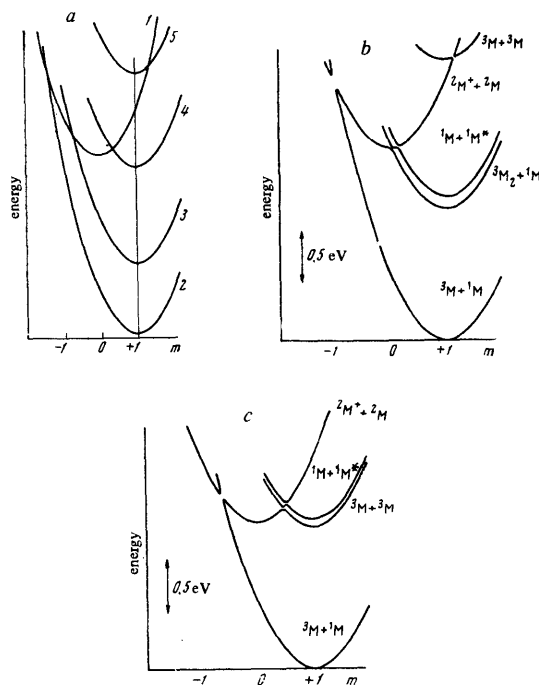 a
1
5
4
3
2
energy
-1 0 +1 m
b
³M+³M
²M⁺+²M
¹M+¹M*
³M₂+¹M
0.5 eV
³M+¹M
energy
-1 0 +1 m
c
²M⁺+²M
¹M+¹M*
³M+³M
0.5 eV
³M+¹M
energy
-1 0 +1 m